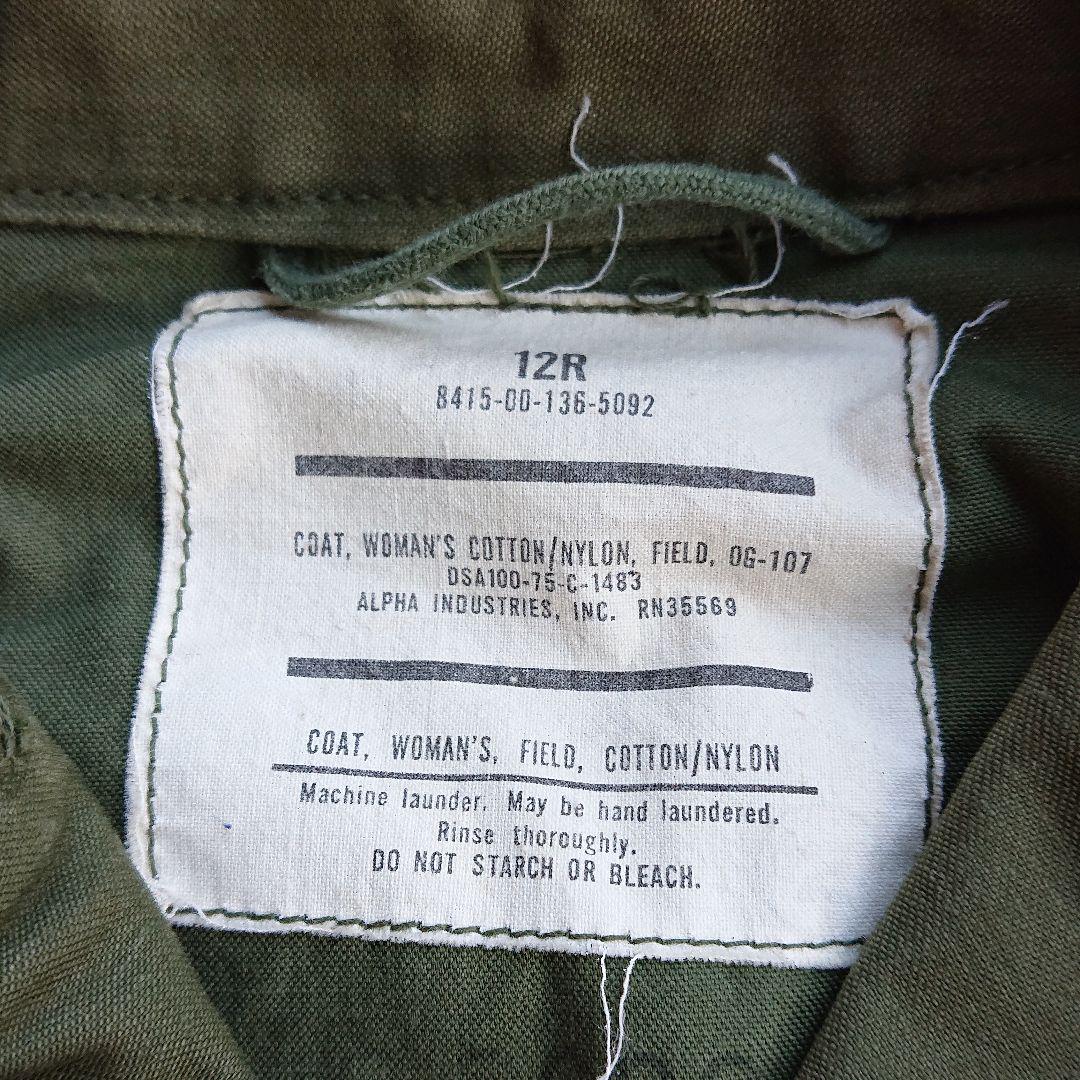 12R
8415-00-136-5092
COAT, WOMAN'S COTTON/NYLON, FIELD, OG-107
DSA100-75-C-1483
ALPHA INDUSTRIES, INC. RN35569
COAT, WOMAN'S, FIELD, COTTON/NYLON
Machine launder. May be hand laundered.
Rinse thoroughly.
DO NOT STARCH OR BLEACH.